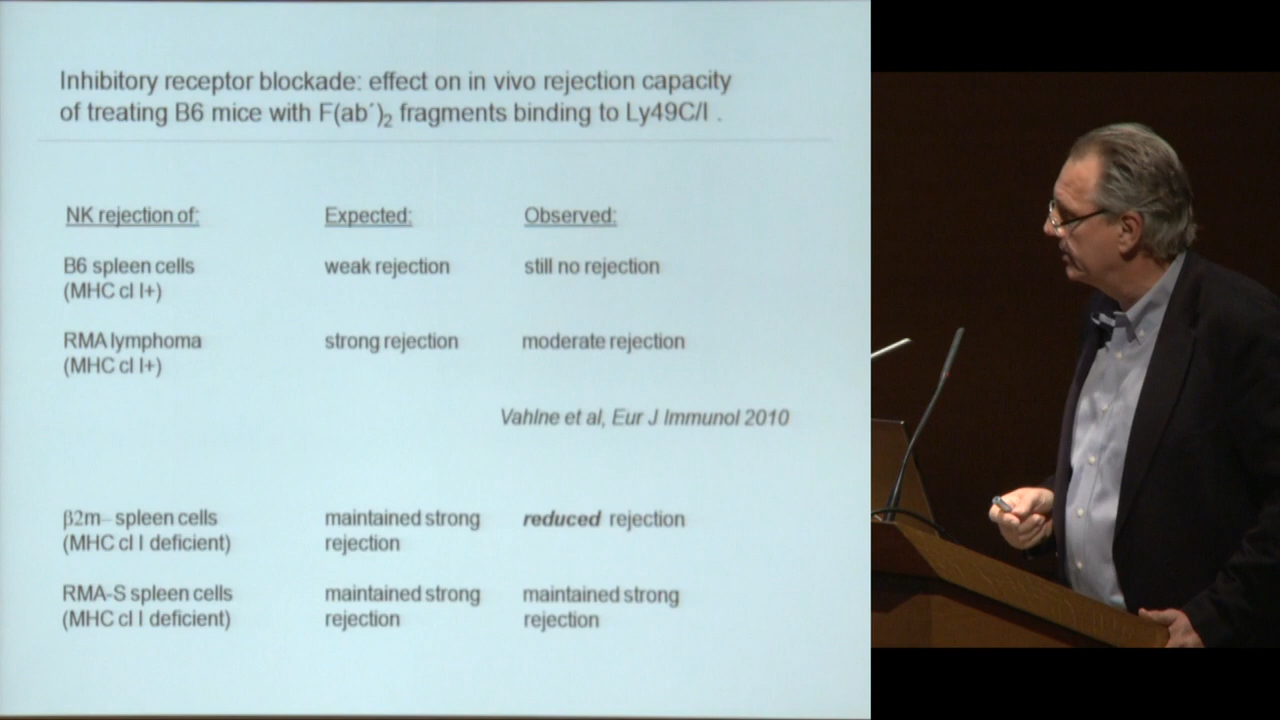 Inhibitory receptor blockade: effect on in vivo rejection capacity
of treating B6 mice with F(ab´)₂ fragments binding to Ly49C/I .
NK rejection of: Expected: Observed:
B6 spleen cells weak rejection still no rejection
(MHC cl I+)
RMA lymphoma strong rejection moderate rejection
(MHC cl I+)
Vahlne et al, Eur J Immunol 2010
β2m– spleen cells maintained strong reduced rejection
(MHC cl I deficient) rejection
RMA-S spleen cells maintained strong maintained strong
(MHC cl I deficient) rejection rejection